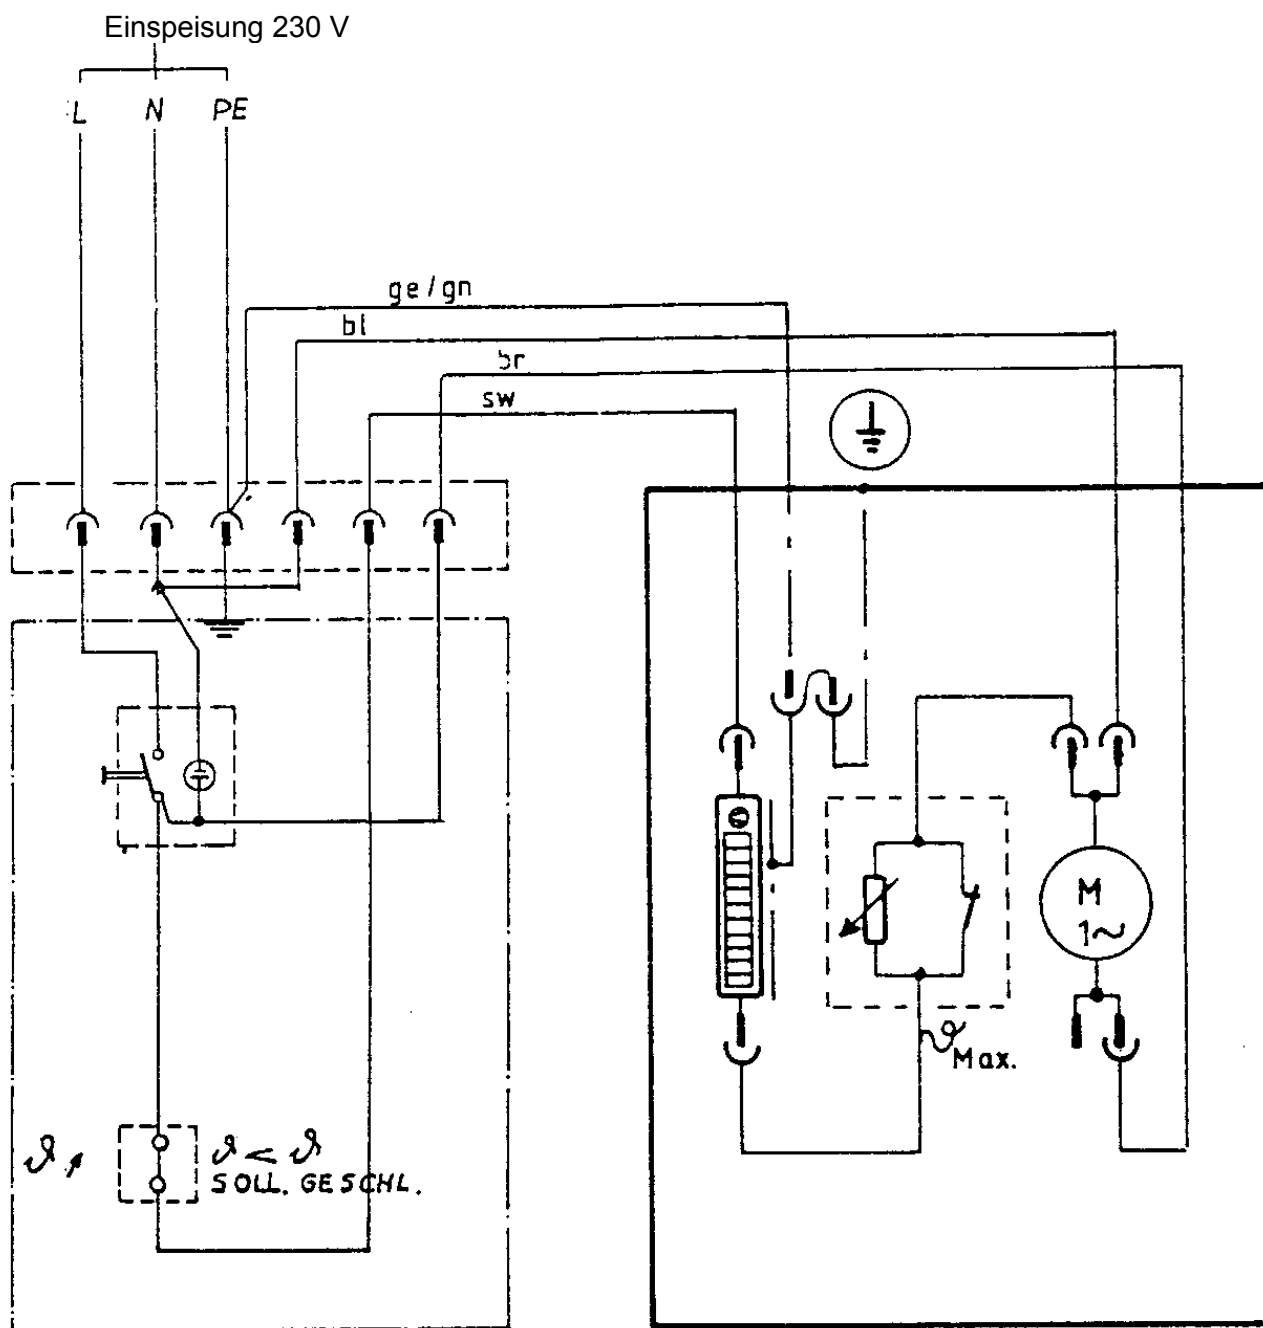 Einspeisung 230 V
L N PE
ge/gn
bl
br
sw
M
1~
ϑ Max.
ϑ ϑ < ϑ
SOLL. GESCHL.